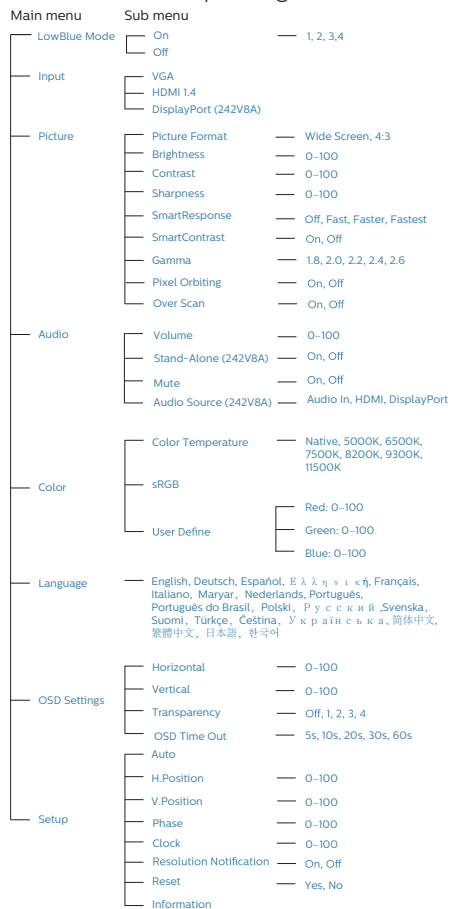 Main menu Sub menu
LowBlue Mode On 1, 2, 3,4
Off
Input VGA
HDMI 1.4
DisplayPort (242V8A)
Picture Picture Format Wide Screen, 4:3
Brightness 0–100
Contrast 0–100
Sharpness 0–100
SmartResponse Off, Fast, Faster, Fastest
SmartContrast On, Off
Gamma 1.8, 2.0, 2.2, 2.4, 2.6
Pixel Orbiting On, Off
Over Scan On, Off
Audio Volume 0–100
Stand-Alone (242V8A) On, Off
Mute On, Off
Audio Source (242V8A) Audio In, HDMI, DisplayPort
Color Temperature Native, 5000K, 6500K,
7500K, 8200K, 9300K,
11500K
Color sRGB
Red: 0–100
User Define Green: 0–100
Blue: 0–100
Language English, Deutsch, Español, Ελληνική, Français,
Italiano, Maryar, Nederlands, Português,
Português do Brasil, Polski, Русский ,Svenska,
Suomi, Türkçe, Čeština, Українська, 简体中文,
繁體中文, 日本語, 한국어
OSD Settings Horizontal 0–100
Vertical 0–100
Transparency Off, 1, 2, 3, 4
OSD Time Out 5s, 10s, 20s, 30s, 60s
Setup Auto
H.Position 0–100
V.Position 0–100
Phase 0–100
Clock 0–100
Resolution Notification On, Off
Reset Yes, No
Information